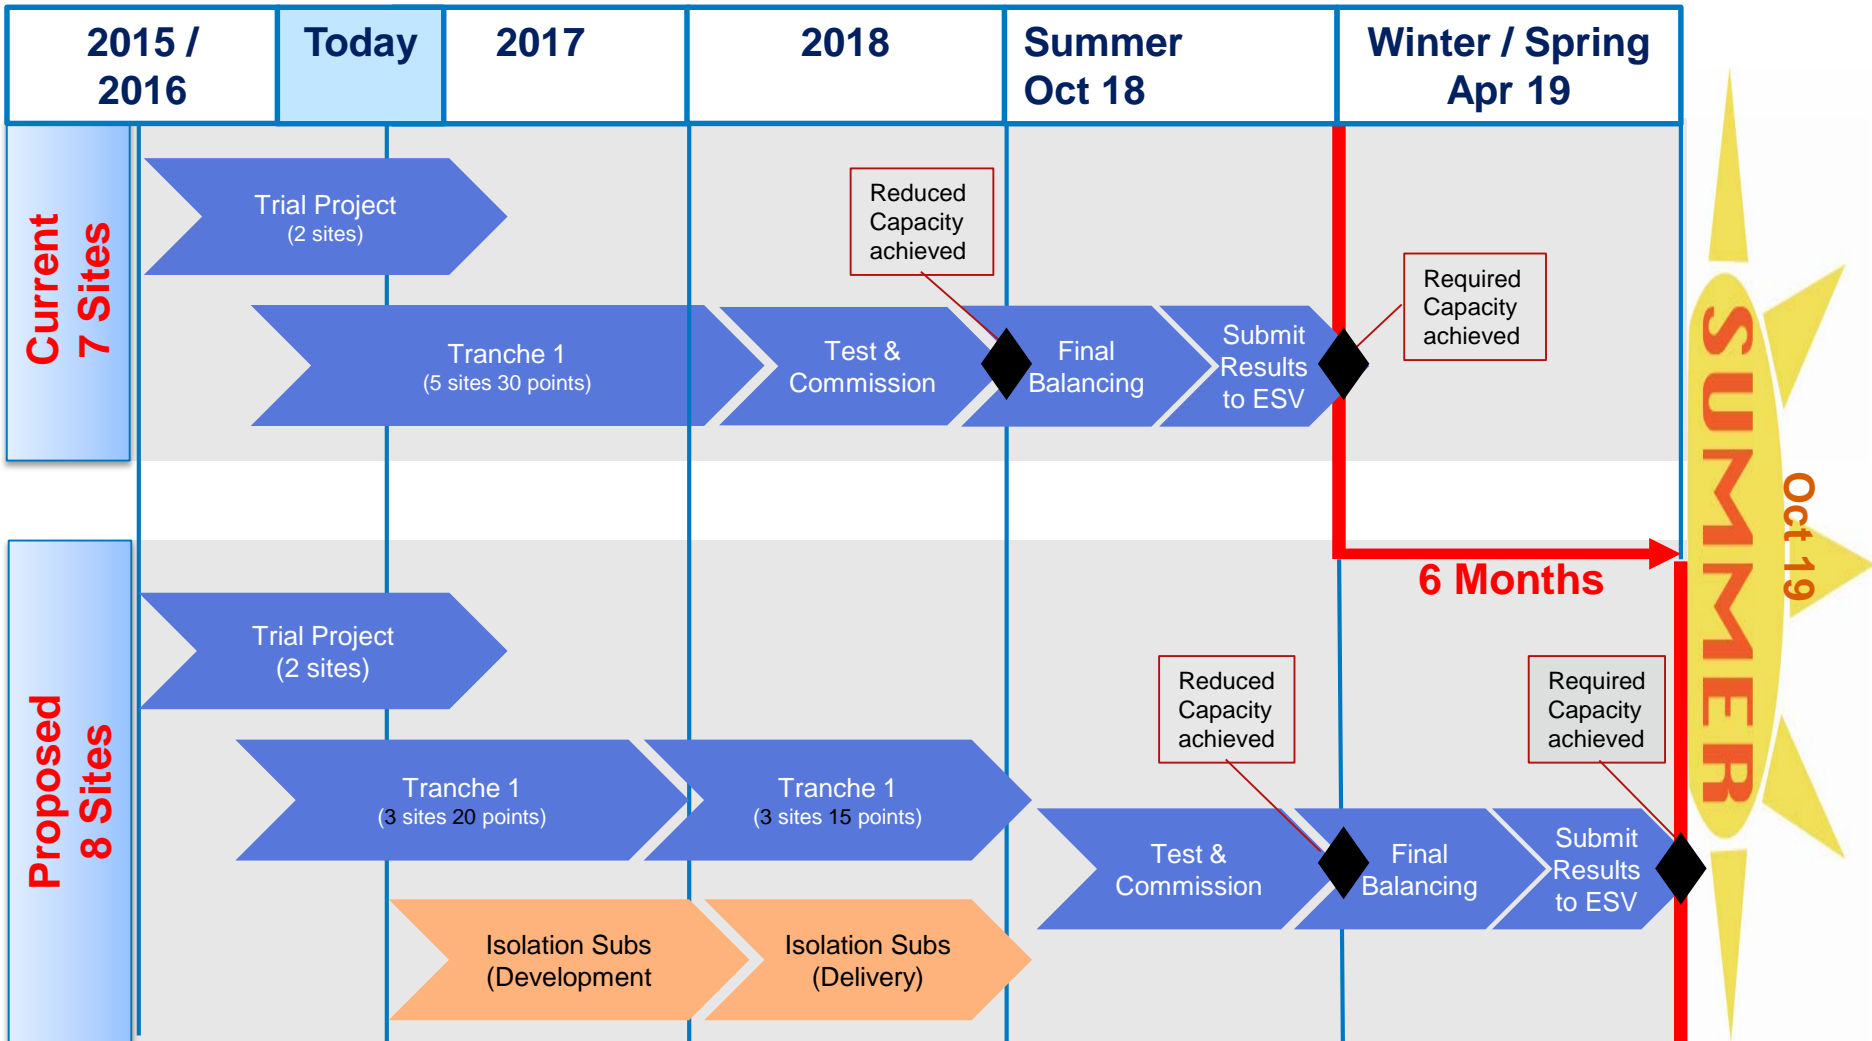 2015 /
2016
Today
2017
2018
Summer
Oct 18
Winter / Spring
Apr 19
Current
7 Sites
Trial Project
(2 sites)
Tranche 1
(5 sites 30 points)
Test &
Commission
Reduced
Capacity
achieved
Final
Balancing
Submit
Results
to ESV
Required
Capacity
achieved
6 Months
SUMMER
Oct 19
Proposed
8 Sites
Trial Project
(2 sites)
Tranche 1
(3 sites 20 points)
Tranche 1
(3 sites 15 points)
Isolation Subs
(Development
Isolation Subs
(Delivery)
Test &
Commission
Reduced
Capacity
achieved
Final
Balancing
Submit
Results
to ESV
Required
Capacity
achieved